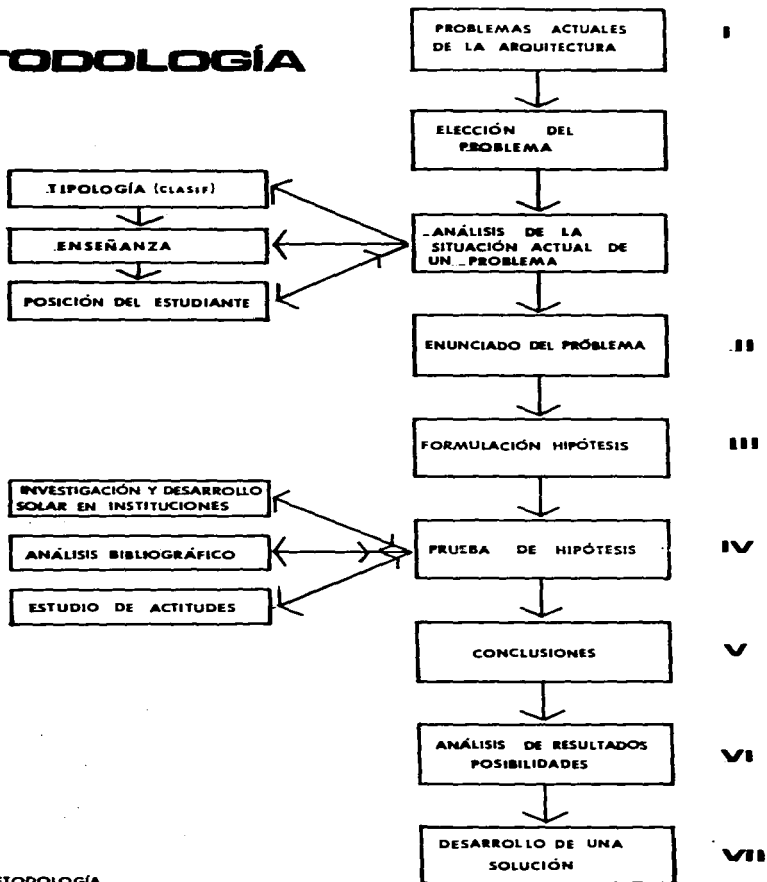 TODOLOGÍA
PROBLEMAS ACTUALES
DE LA ARQUITECTURA
I
ELECCIÓN DEL
PROBLEMA
TIPOLOGÍA (CLASIF)
ENSEÑANZA
POSICIÓN DEL ESTUDIANTE
ANÁLISIS DE LA
SITUACIÓN ACTUAL DE
UN PROBLEMA
ENUNCIADO DEL PRÓBLEMA
II
FORMULACIÓN HIPÓTESIS
III
INVESTIGACIÓN Y DESARROLLO
SOLAR EN INSTITUCIONES
ANÁLISIS BIBLIOGRÁFICO
ESTUDIO DE ACTITUDES
PRUEBA DE HIPÓTESIS
IV
CONCLUSIONES
V
ANÁLISIS DE RESULTADOS
POSIBILIDADES
VI
DESARROLLO DE UNA
SOLUCIÓN
VII
ETODOLOGÍA